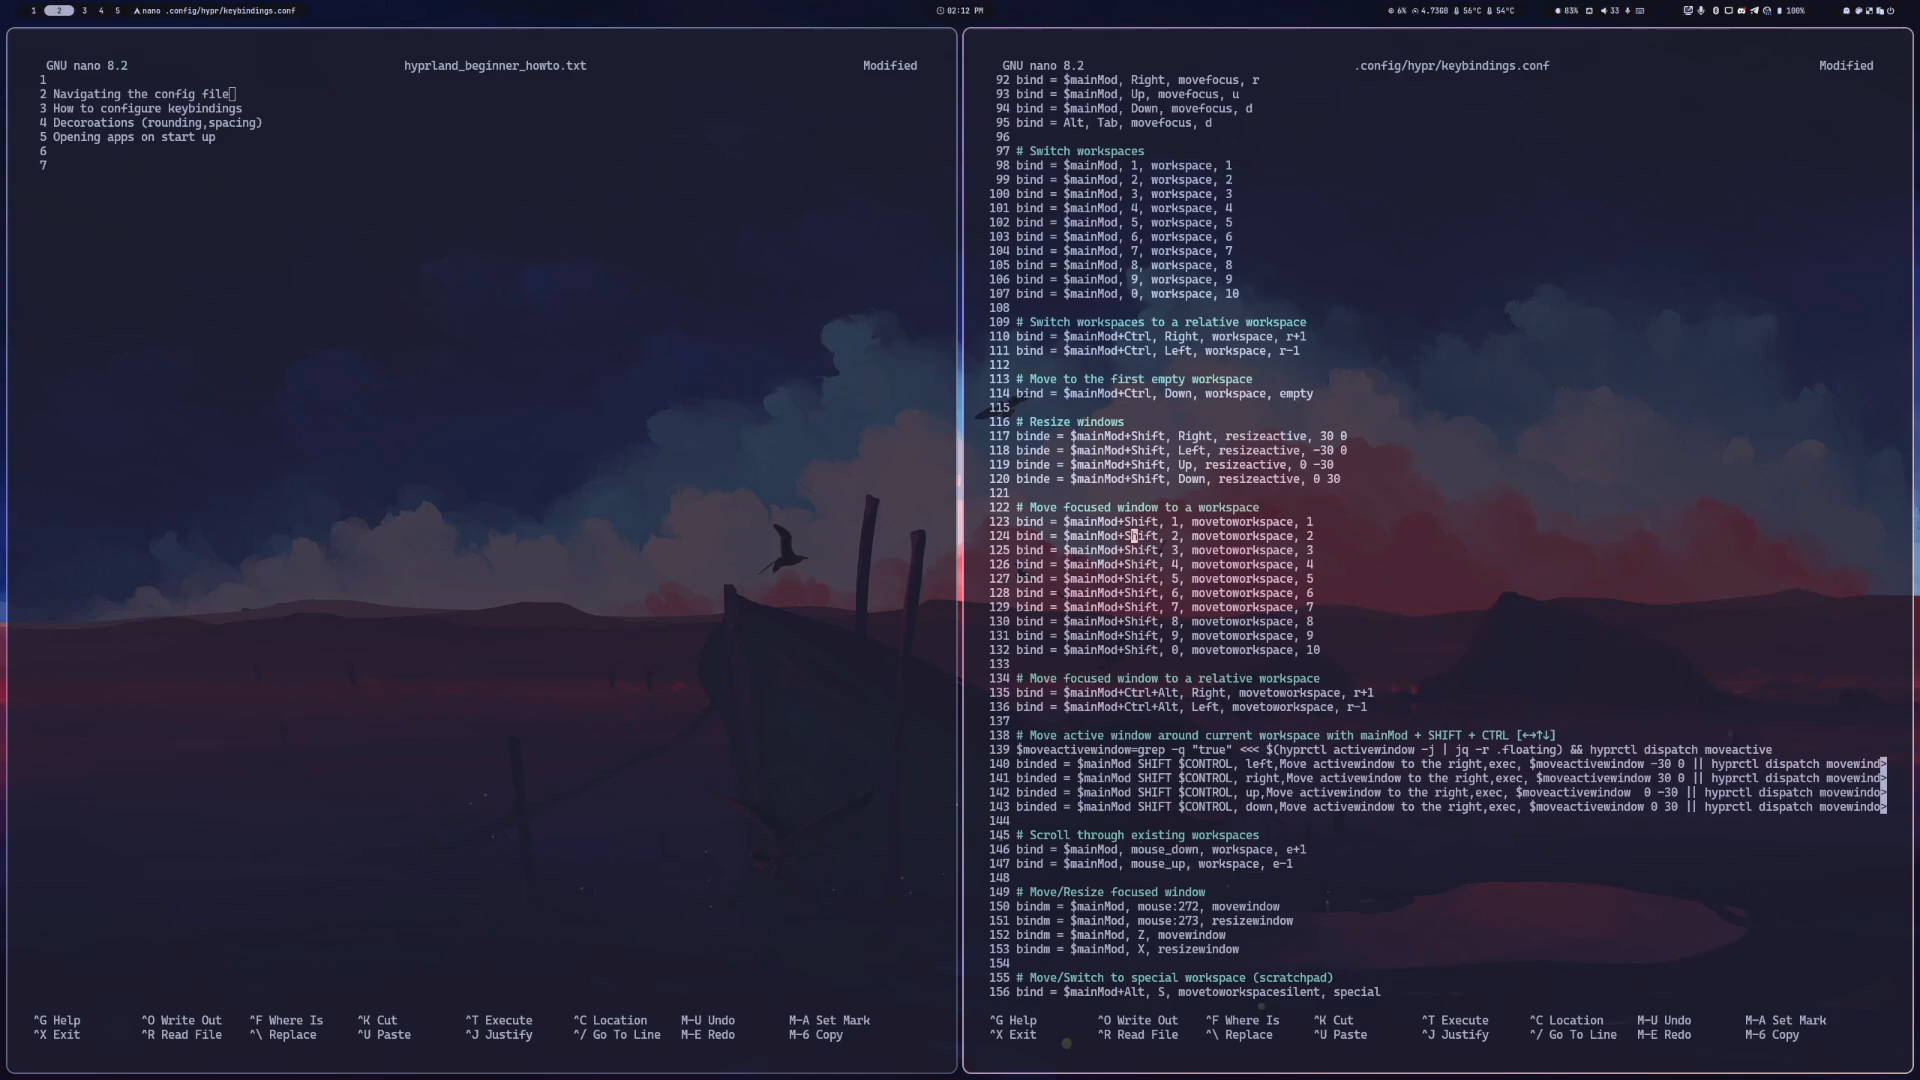 1 2 3 4 5 nano .config/hypr/keybindings.conf
02:12 PM
6% 4.73GB 56°C 54°C 83% 33 100%
GNU nano 8.2 hyprland_beginner_howto.txt Modified
1
2 Navigating the config file
3 How to configure keybindings
4 Decoroations (rounding,spacing)
5 Opening apps on start up
6
7
^G Help ^O Write Out ^F Where Is ^K Cut ^T Execute ^C Location M-U Undo M-A Set Mark
^X Exit ^R Read File ^\ Replace ^U Paste ^J Justify ^/ Go To Line M-E Redo M-6 Copy
GNU nano 8.2 .config/hypr/keybindings.conf Modified
92 bind = $mainMod, Right, movefocus, r
93 bind = $mainMod, Up, movefocus, u
94 bind = $mainMod, Down, movefocus, d
95 bind = Alt, Tab, movefocus, d
96
97 # Switch workspaces
98 bind = $mainMod, 1, workspace, 1
99 bind = $mainMod, 2, workspace, 2
100 bind = $mainMod, 3, workspace, 3
101 bind = $mainMod, 4, workspace, 4
102 bind = $mainMod, 5, workspace, 5
103 bind = $mainMod, 6, workspace, 6
104 bind = $mainMod, 7, workspace, 7
105 bind = $mainMod, 8, workspace, 8
106 bind = $mainMod, 9, workspace, 9
107 bind = $mainMod, 0, workspace, 10
108
109 # Switch workspaces to a relative workspace
110 bind = $mainMod+Ctrl, Right, workspace, r+1
111 bind = $mainMod+Ctrl, Left, workspace, r-1
112
113 # Move to the first empty workspace
114 bind = $mainMod+Ctrl, Down, workspace, empty
115
116 # Resize windows
117 binde = $mainMod+Shift, Right, resizeactive, 30 0
118 binde = $mainMod+Shift, Left, resizeactive, -30 0
119 binde = $mainMod+Shift, Up, resizeactive, 0 -30
120 binde = $mainMod+Shift, Down, resizeactive, 0 30
121
122 # Move focused window to a workspace
123 bind = $mainMod+Shift, 1, movetoworkspace, 1
124 bind = $mainMod+Shift, 2, movetoworkspace, 2
125 bind = $mainMod+Shift, 3, movetoworkspace, 3
126 bind = $mainMod+Shift, 4, movetoworkspace, 4
127 bind = $mainMod+Shift, 5, movetoworkspace, 5
128 bind = $mainMod+Shift, 6, movetoworkspace, 6
129 bind = $mainMod+Shift, 7, movetoworkspace, 7
130 bind = $mainMod+Shift, 8, movetoworkspace, 8
131 bind = $mainMod+Shift, 9, movetoworkspace, 9
132 bind = $mainMod+Shift, 0, movetoworkspace, 10
133
134 # Move focused window to a relative workspace
135 bind = $mainMod+Ctrl+Alt, Right, movetoworkspace, r+1
136 bind = $mainMod+Ctrl+Alt, Left, movetoworkspace, r-1
137
138 # Move active window around current workspace with mainMod + SHIFT + CTRL [←→↑↓]
139 $moveactivewindow=grep -q "true" <<< $(hyprctl activewindow -j | jq -r .floating) && hyprctl dispatch moveactive
140 binded = $mainMod SHIFT $CONTROL, left,Move activewindow to the right,exec, $moveactivewindow -30 0 || hyprctl dispatch movewind>
141 binded = $mainMod SHIFT $CONTROL, right,Move activewindow to the right,exec, $moveactivewindow 30 0 || hyprctl dispatch movewind>
142 binded = $mainMod SHIFT $CONTROL, up,Move activewindow to the right,exec, $moveactivewindow  0 -30 || hyprctl dispatch movewindo>
143 binded = $mainMod SHIFT $CONTROL, down,Move activewindow to the right,exec, $moveactivewindow 0 30 || hyprctl dispatch movewindo>
144
145 # Scroll through existing workspaces
146 bind = $mainMod, mouse_down, workspace, e+1
147 bind = $mainMod, mouse_up, workspace, e-1
148
149 # Move/Resize focused window
150 bindm = $mainMod, mouse:272, movewindow
151 bindm = $mainMod, mouse:273, resizewindow
152 bindm = $mainMod, Z, movewindow
153 bindm = $mainMod, X, resizewindow
154
155 # Move/Switch to special workspace (scratchpad)
156 bind = $mainMod+Alt, S, movetoworkspacesilent, special
^G Help ^O Write Out ^F Where Is ^K Cut ^T Execute ^C Location M-U Undo M-A Set Mark
^X Exit ^R Read File ^\ Replace ^U Paste ^J Justify ^/ Go To Line M-E Redo M-6 Copy